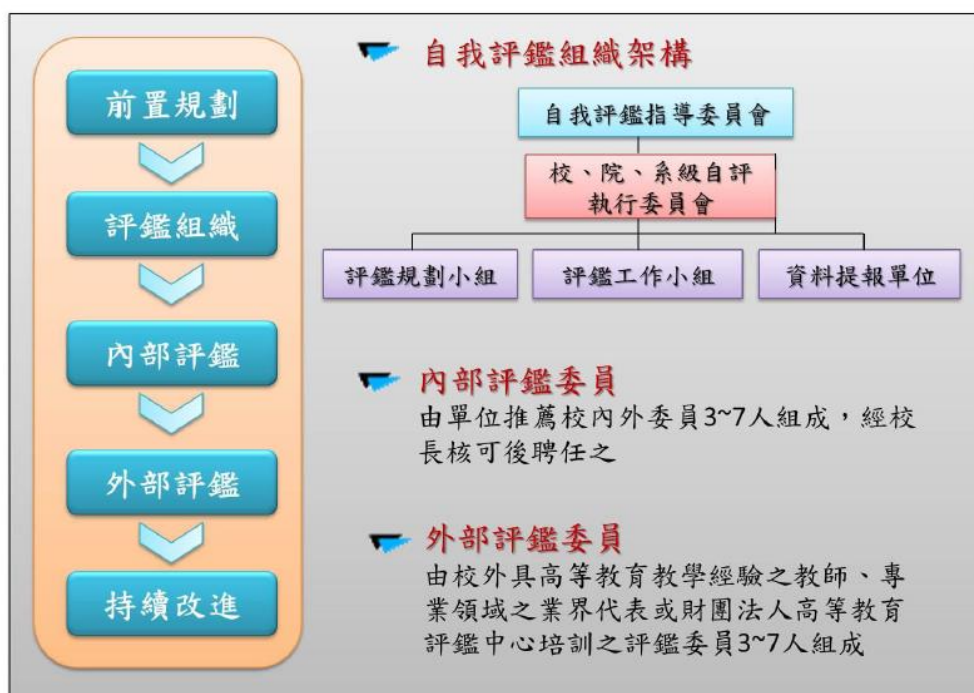 前置規劃
評鑑組織
內部評鑑
外部評鑑
持續改進
自我評鑑組織架構
自我評鑑指導委員會
校、院、系級自評
執行委員會
評鑑規劃小組
評鑑工作小組
資料提報單位
內部評鑑委員
由單位推薦校內外委員3~7人組成，經校
長核可後聘任之
外部評鑑委員
由校外具高等教育教學經驗之教師、專
業領域之業界代表或財團法人高等教育
評鑑中心培訓之評鑑委員3~7人組成